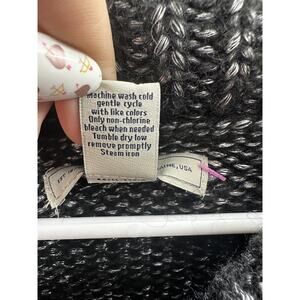 Machine wash cold
gentle cycle
with like colors
Only non-chlorine
bleach when needed
Tumble dry low
remove promptly
Steam iron
, USA